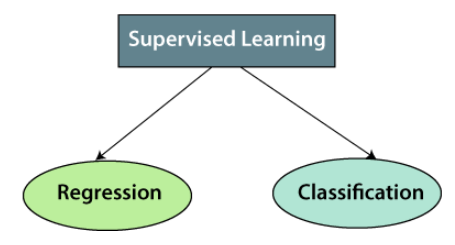 Supervised Learning
Regression
Classification